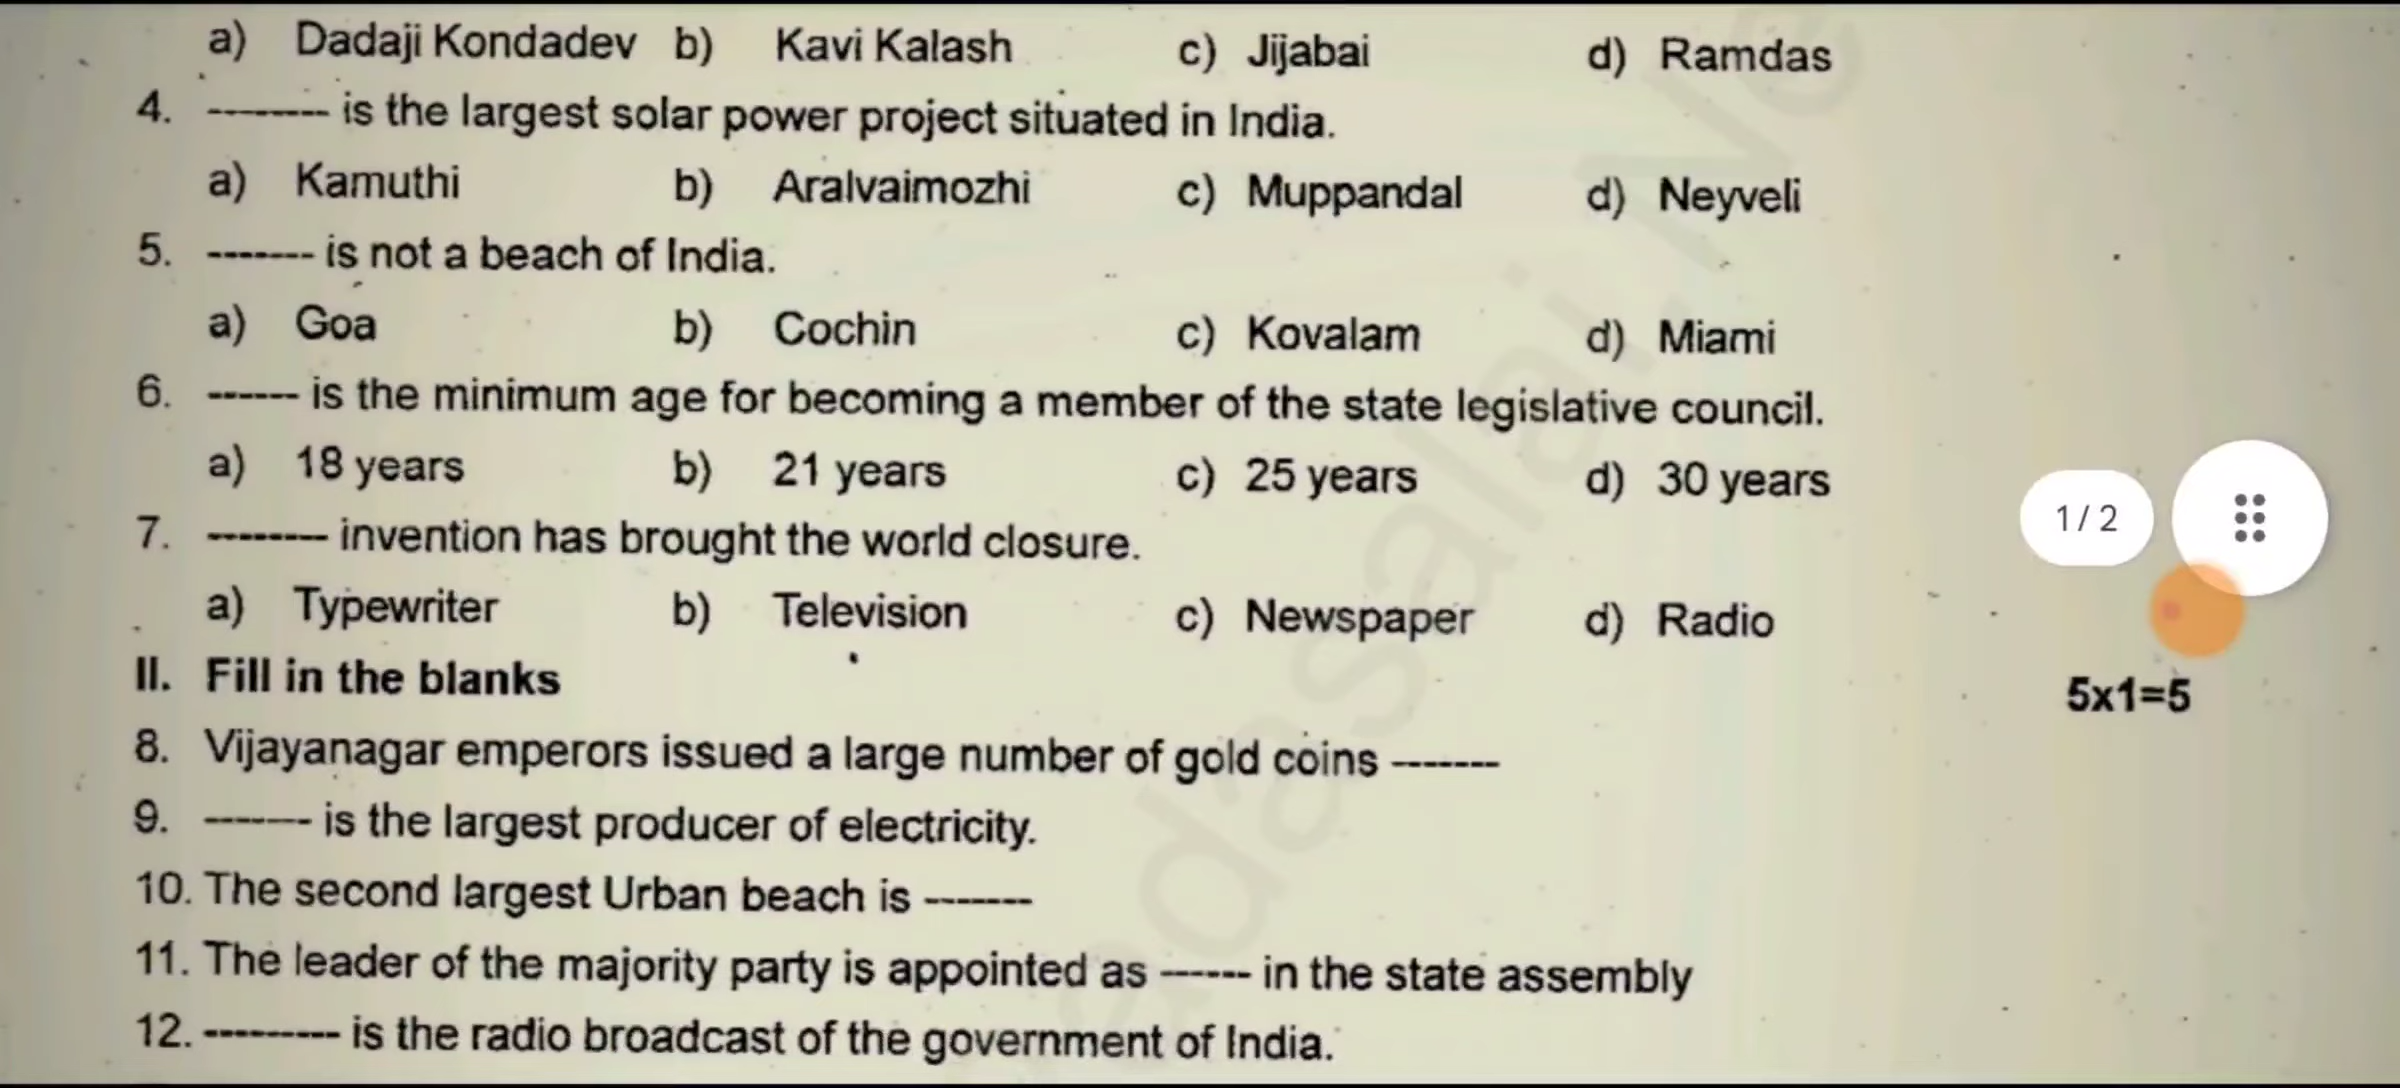 a) Dadaji Kondadev b) Kavi Kalash c) Jijabai d) Ramdas
4. -------- is the largest solar power project situated in India.
a) Kamuthi b) Aralvaimozhi c) Muppandal d) Neyveli
5. ------- is not a beach of India.
a) Goa b) Cochin c) Kovalam d) Miami
6. ------ is the minimum age for becoming a member of the state legislative council.
a) 18 years b) 21 years c) 25 years d) 30 years
1 / 2
7. -------- invention has brought the world closure.
a) Typewriter b) Television c) Newspaper d) Radio
II. Fill in the blanks 5x1=5
8. Vijayanagar emperors issued a large number of gold coins -------
9. ------- is the largest producer of electricity.
10. The second largest Urban beach is -------
11. The leader of the majority party is appointed as ------ in the state assembly
12. --------- is the radio broadcast of the government of India.